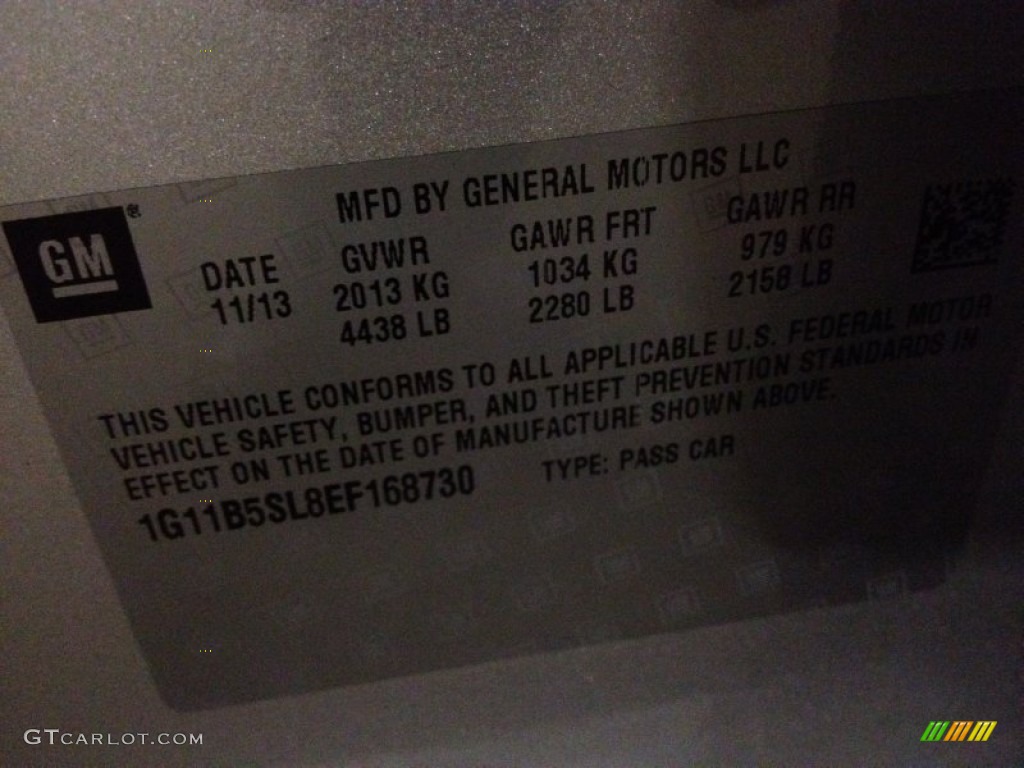 MFD BY GENERAL MOTORS LLC
GM®
DATE GVWR GAWR FRT GAWR RR
11/13 2013 KG 1034 KG 979 KG
4438 LB 2280 LB 2158 LB
THIS VEHICLE CONFORMS TO ALL APPLICABLE U.S. FEDERAL MOTOR
VEHICLE SAFETY, BUMPER, AND THEFT PREVENTION STANDARDS IN
EFFECT ON THE DATE OF MANUFACTURE SHOWN ABOVE.
1G11B5SL8EF168730 TYPE: PASS CAR
GTCARLOT.COM